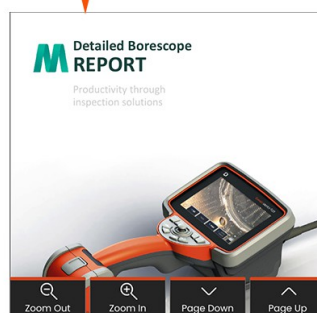 Detailed Borescope
REPORT
Productivity through
inspection solutions
Zoom Out
Zoom In
Page Down
Page Up